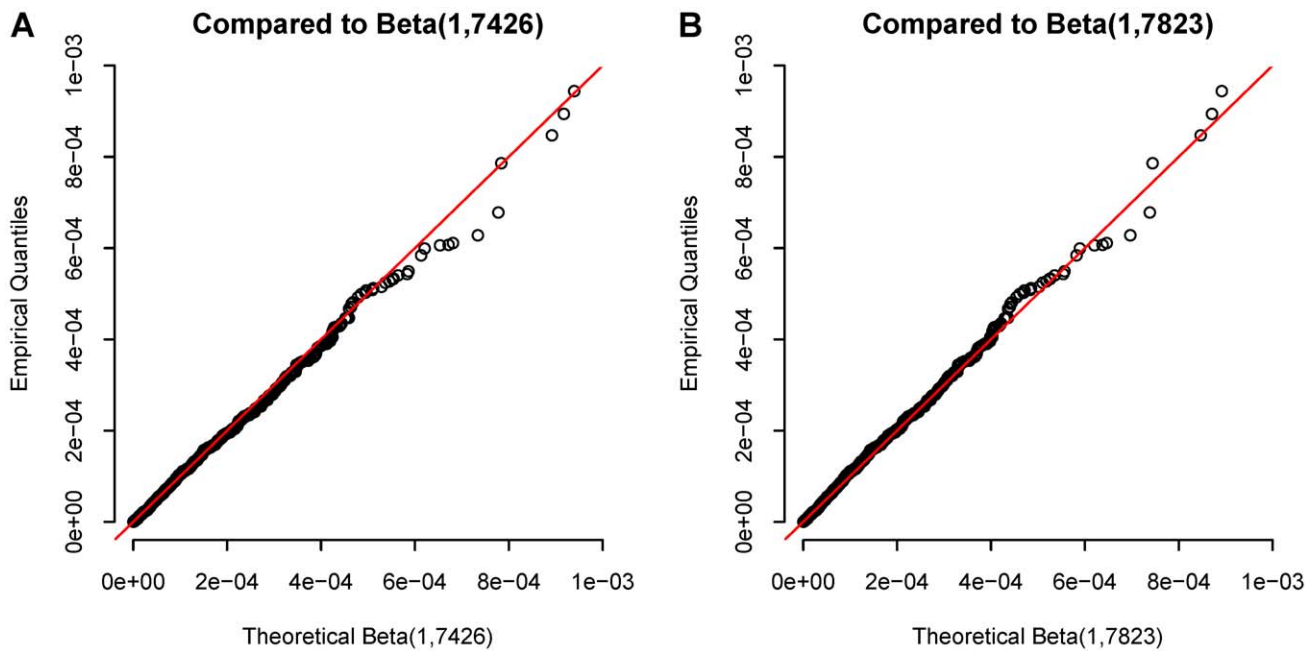 A
Compared to Beta(1,7426)
Empirical Quantiles
0e+00 2e−04 4e−04 6e−04 8e−04 1e−03
0e+00 2e−04 4e−04 6e−04 8e−04 1e−03
Theoretical Beta(1,7426)
B
Compared to Beta(1,7823)
Empirical Quantiles
0e+00 2e−04 4e−04 6e−04 8e−04 1e−03
0e+00 2e−04 4e−04 6e−04 8e−04 1e−03
Theoretical Beta(1,7823)